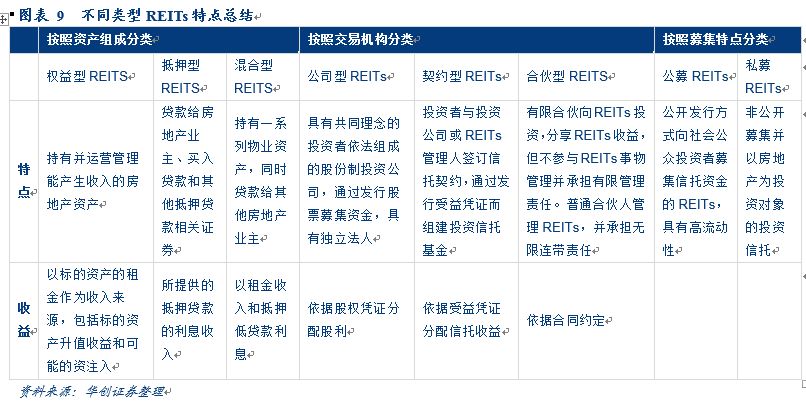 图表 9 不同类型 REITs 特点总结
按照资产组成分类 按照交易机构分类 按照募集特点分类
权益型 REITS
抵押型
REITS
混合型
REITS
公司型 REITs
契约型 REITs
合伙型 REITs
公募 REITs
私募
REITs
特
点
持有并运营管理
能产生收入的房
地产资产
贷款给房
地产业
主、买入
贷款和其
他抵押贷
款相关证
券
持有一系
列物业资
产，同时
贷款给其
他房地产
业主
具有共同理念的
投资者依法组成
的股份制投资公
司，通过发行股
票募集资金，具
有独立法人
投资者与投资
公司或 REITs
管理人签订信
托契约，通过发
行受益凭证而
组建投资信托
基金
有限合伙向REITs 投
资，分享 REITs 收益，
但不参与 REITs 事物
管理并承担有限管理
责任。普通合伙人管
理 REITs，并承担无
限连带责任
公开发行方
式向社会公
众投资者募
集信托资金
的 REITs，
具有高流动
性
非公开
募集并
以房地
产为投
资对象
的投资
信托
收
益
以标的资产的租
金作为收入来
源，包括标的资
产升值收益和可
能的资注入
所提供的
抵押贷款
的利息收
入
以租金收
入和抵押
低贷款利
息
依据股权凭证分
配股利
依据受益凭证
分配信托收益
依据合同约定
资料来源：华创证券整理